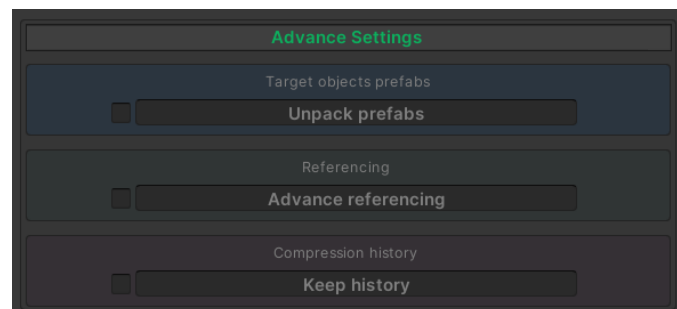 Advance Settings
Target objects prefabs
Unpack prefabs
Referencing
Advance referencing
Compression history
Keep history